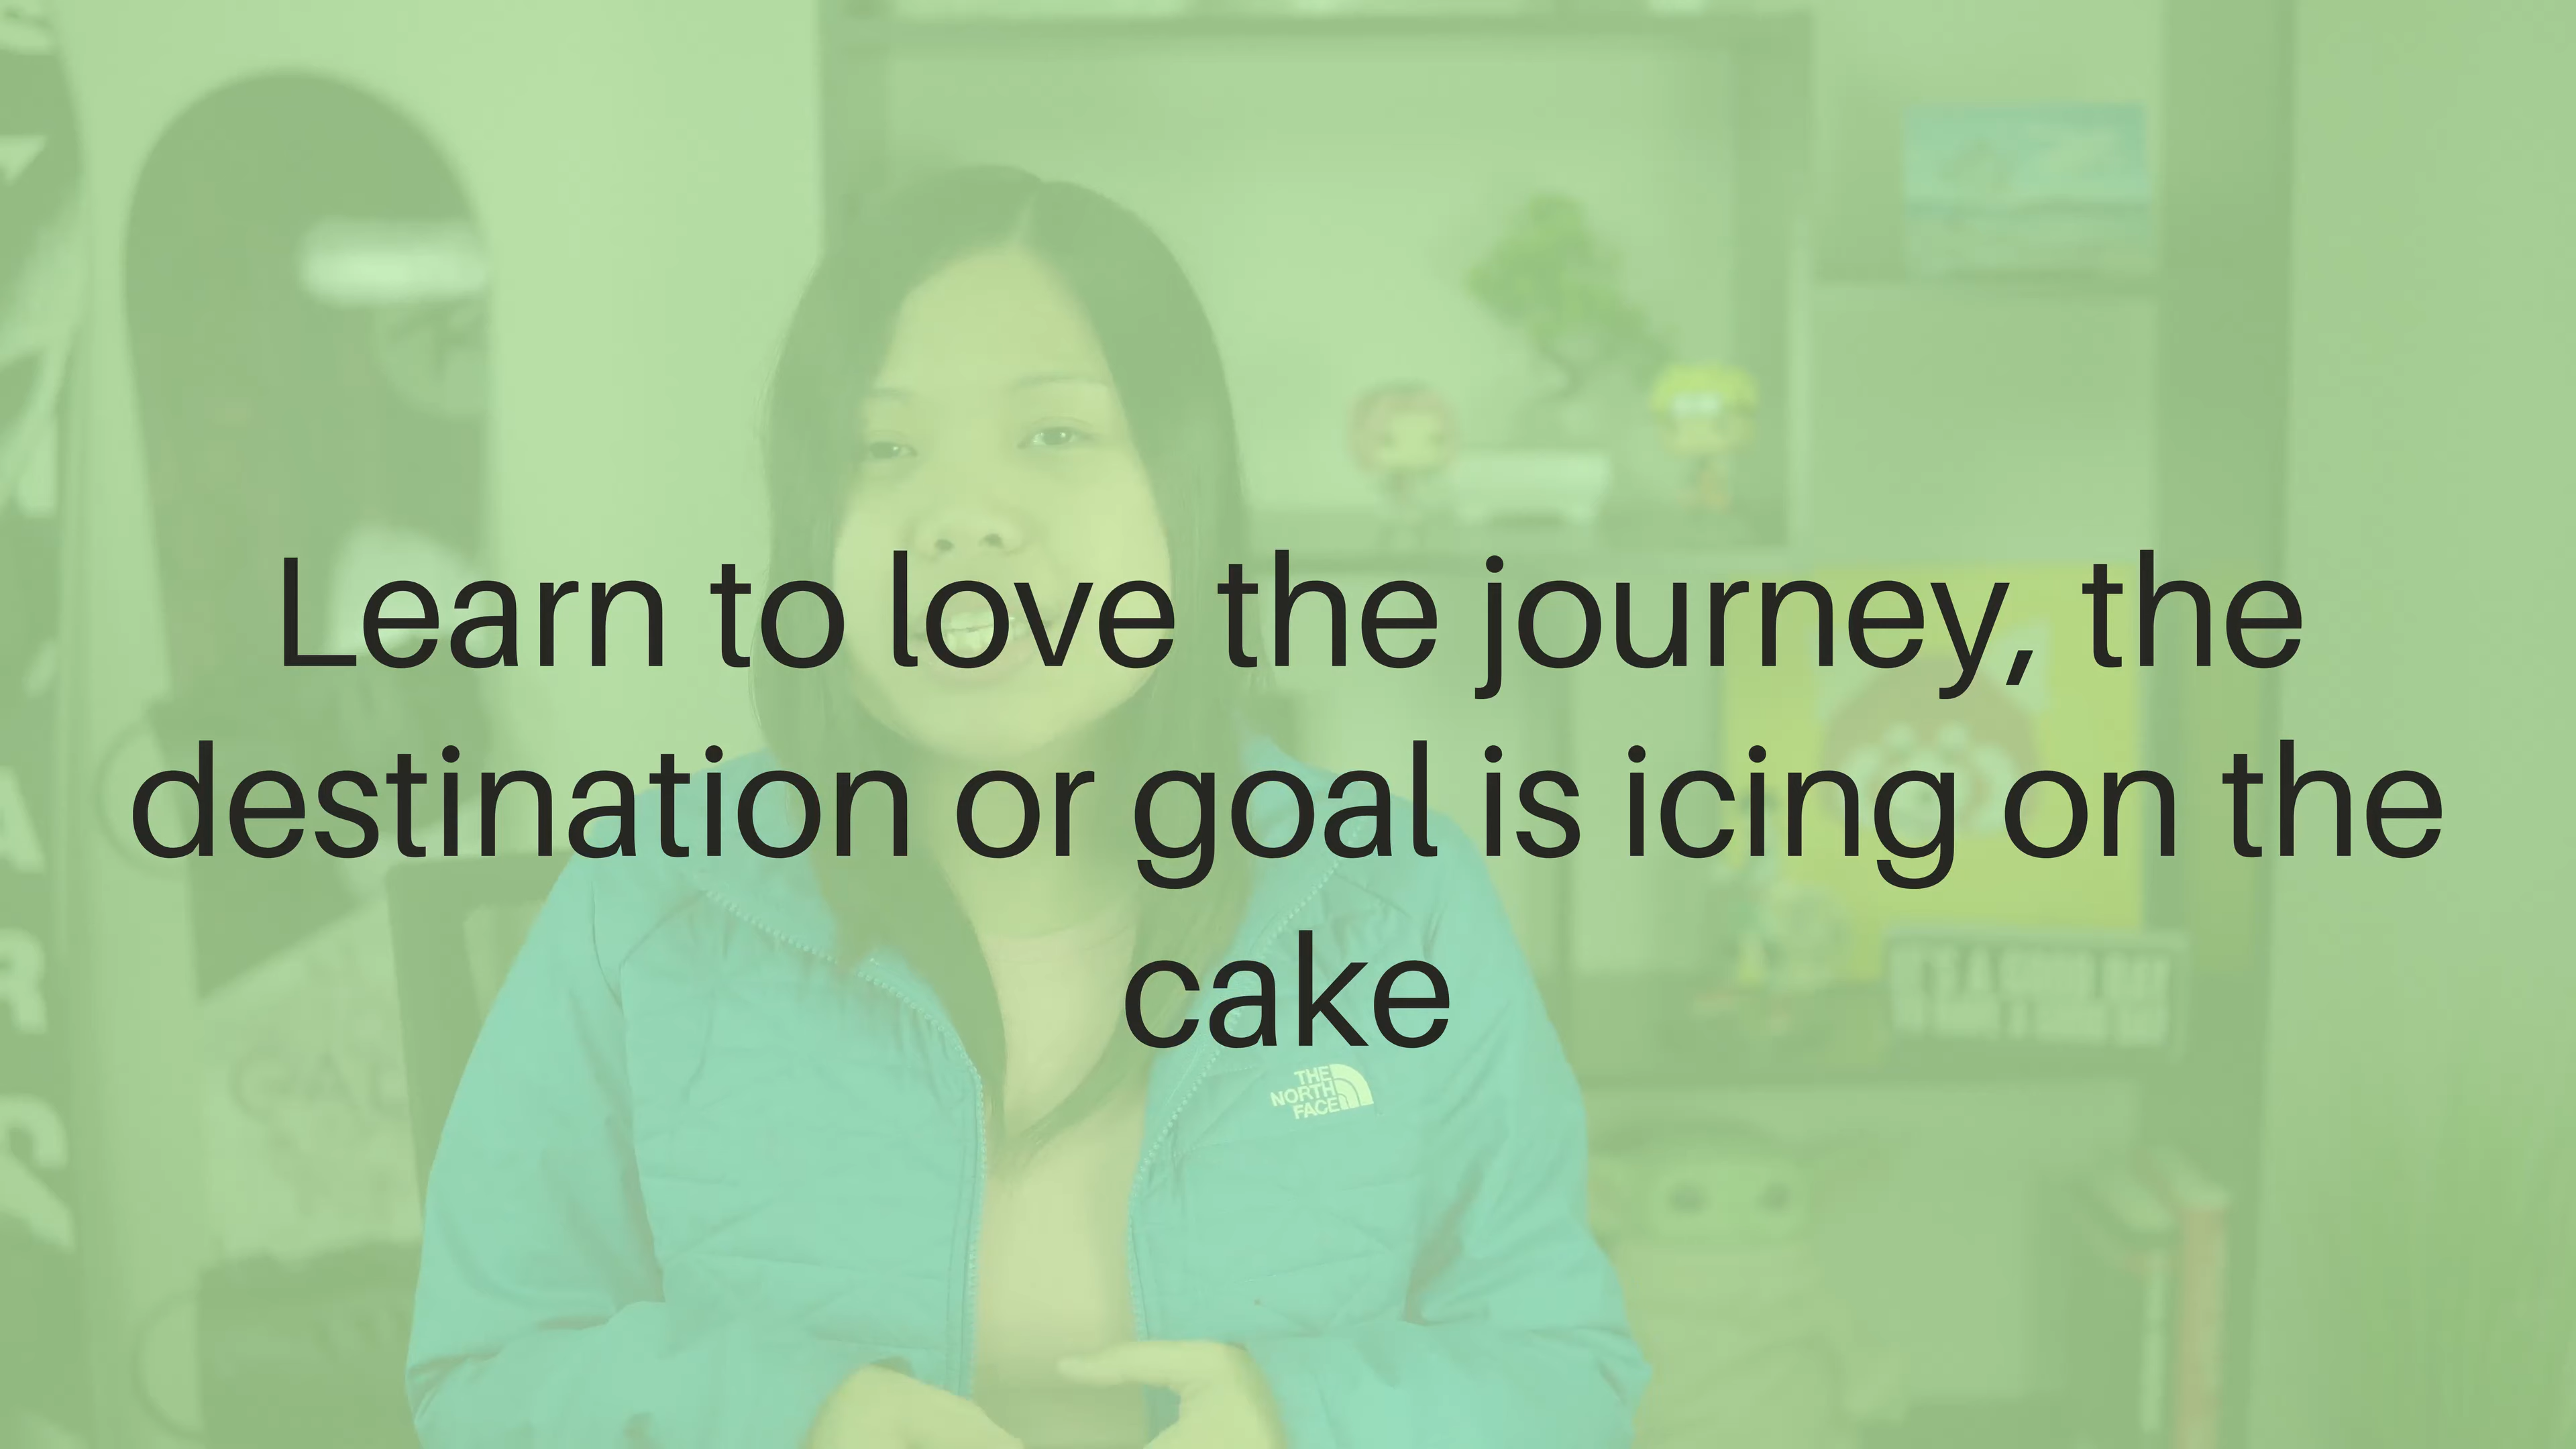 Learn to love the journey, the
destination or goal is icing on the
cake
THE
NORTH
FACE